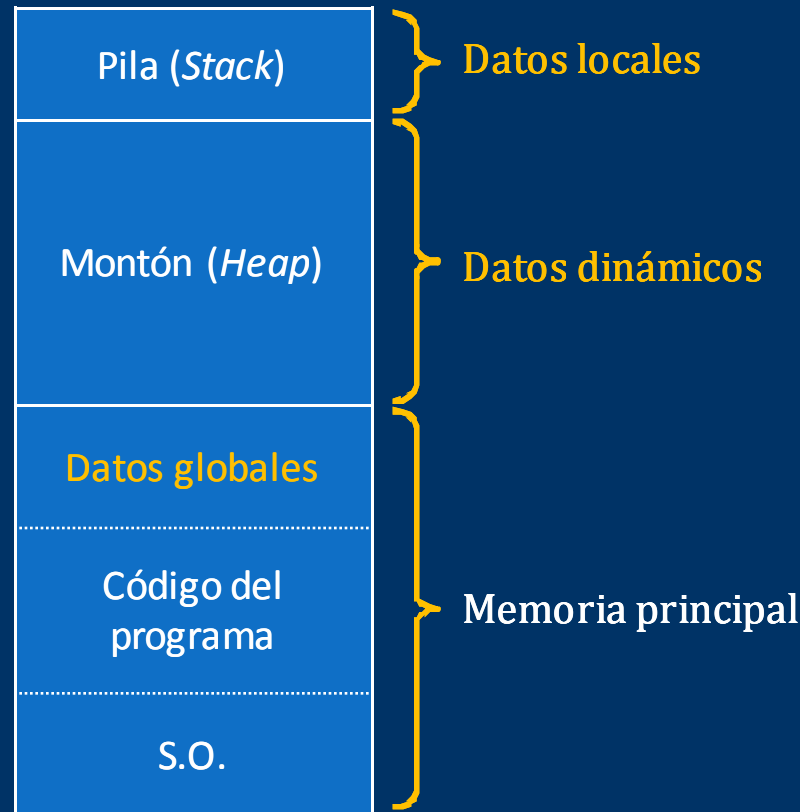 Pila (Stack)
Datos locales
Montón (Heap)
Datos dinámicos
Datos globales
Código del
programa
Memoria principal
S.O.